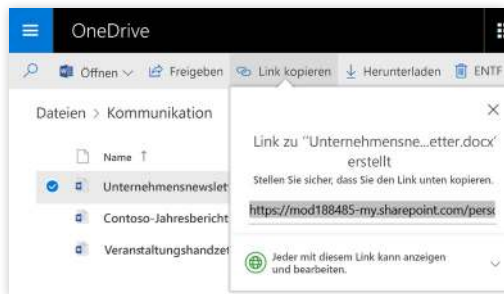 OneDrive
Öffnen Freigeben Link kopieren Herunterladen ENTF
Dateien > Kommunikation
Name ↑
Unternehmensnewslet
Contoso-Jahresbericht
Veranstaltungshandzet
Link zu "Unternehmensne...etter.docx"
erstellt
Stellen Sie sicher, dass Sie den Link unten kopieren.
https://mod188485-my.sharepoint.com/perso
Jeder mit diesem Link kann anzeigen
und bearbeiten.